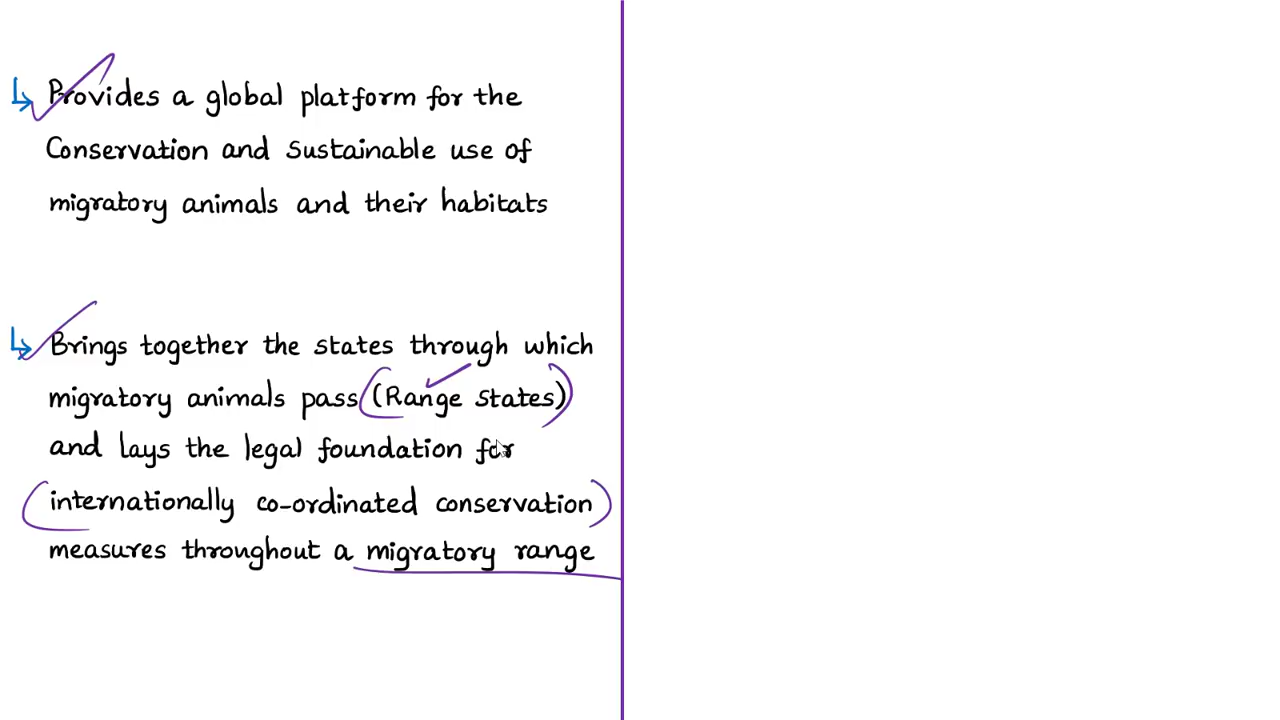 ↳ Provides a global platform for the
Conservation and sustainable use of
migratory animals and their habitats
↳ Brings together the states through which
migratory animals pass (Range states)
and lays the legal foundation for
internationally co-ordinated conservation
measures throughout a migratory range